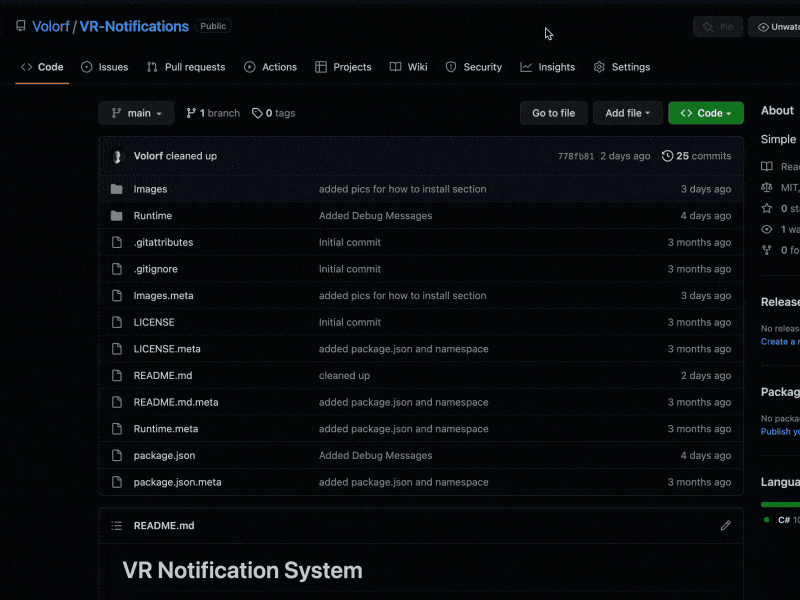 Volorf / VR-Notifications Public Pin Unwatc
Code Issues Pull requests Actions Projects Wiki Security Insights Settings
main 1 branch 0 tags Go to file Add file Code
Volorf cleaned up 778fb81 2 days ago 25 commits
Images added pics for how to install section 3 days ago
Runtime Added Debug Messages 4 days ago
.gitattributes Initial commit 3 months ago
.gitignore Initial commit 3 months ago
Images.meta added pics for how to install section 3 days ago
LICENSE Initial commit 3 months ago
LICENSE.meta added package.json and namespace 3 months ago
README.md cleaned up 2 days ago
README.md.meta added package.json and namespace 3 months ago
Runtime.meta added package.json and namespace 3 months ago
package.json Added Debug Messages 4 days ago
package.json.meta added package.json and namespace 3 months ago
README.md
VR Notification System
About
Simple
Rea
MIT,
0 sta
1 wa
0 fo
Release
No releas
Create a r
Packag
No packa
Publish yo
Langua
C# 10